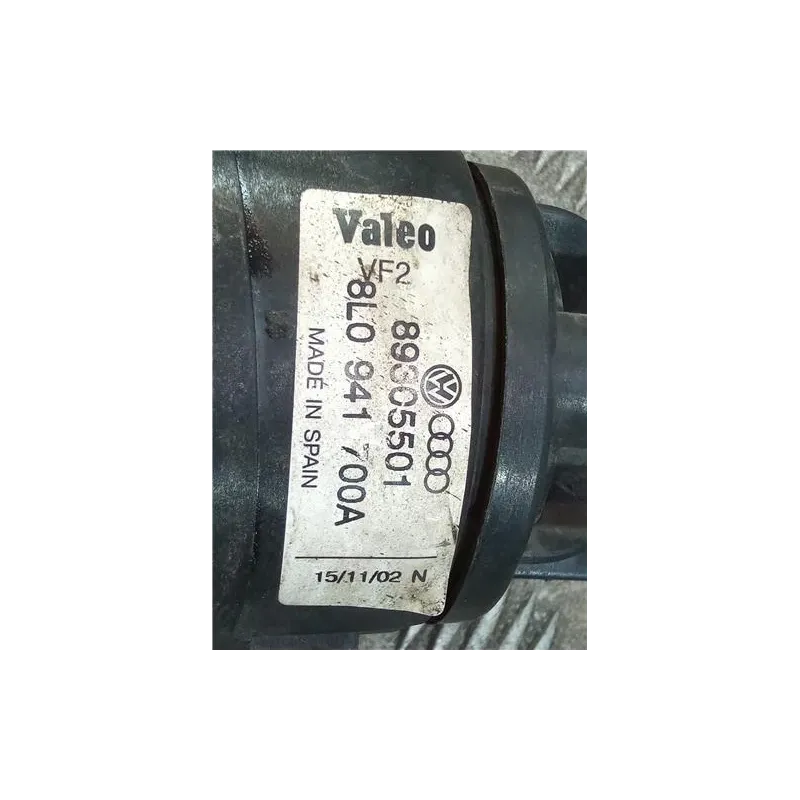 Valeo
VF2
89305501
8L0 941 700A
MADE IN SPAIN
15/11/02 N